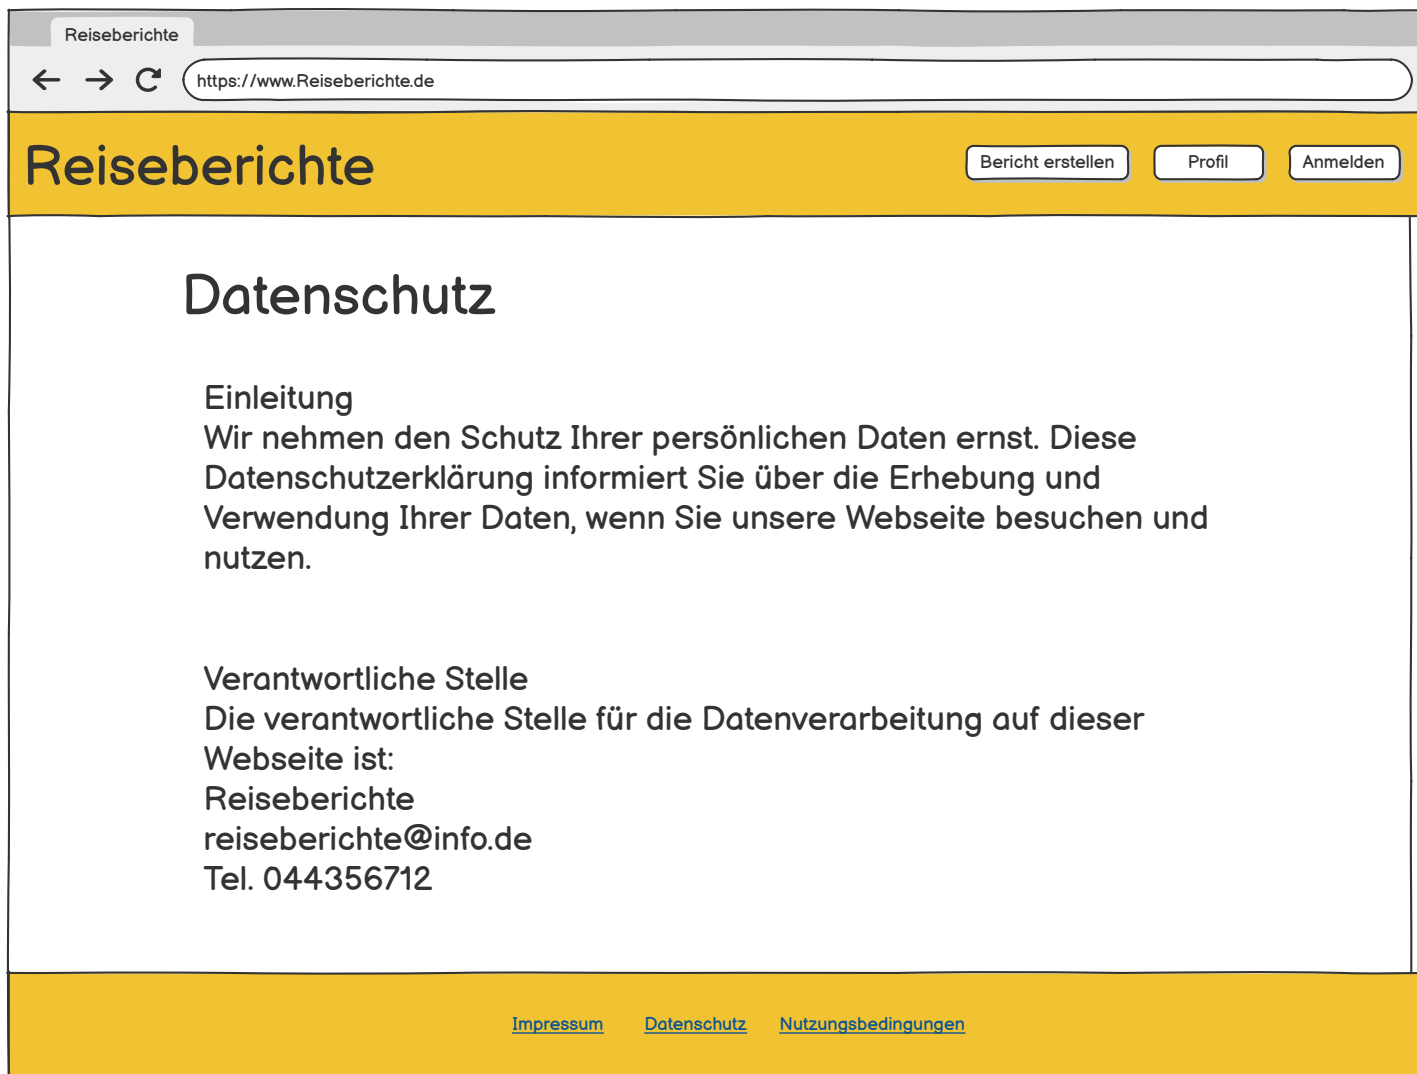 Reiseberichte
https://www.Reiseberichte.de
Reiseberichte
Bericht erstellen
Profil
Anmelden
Datenschutz
Einleitung
Wir nehmen den Schutz Ihrer persönlichen Daten ernst. Diese
Datenschutzerklärung informiert Sie über die Erhebung und
Verwendung Ihrer Daten, wenn Sie unsere Webseite besuchen und
nutzen.
Verantwortliche Stelle
Die verantwortliche Stelle für die Datenverarbeitung auf dieser
Webseite ist:
Reiseberichte
reiseberichte@info.de
Tel. 044356712
Impressum
Datenschutz
Nutzungsbedingungen